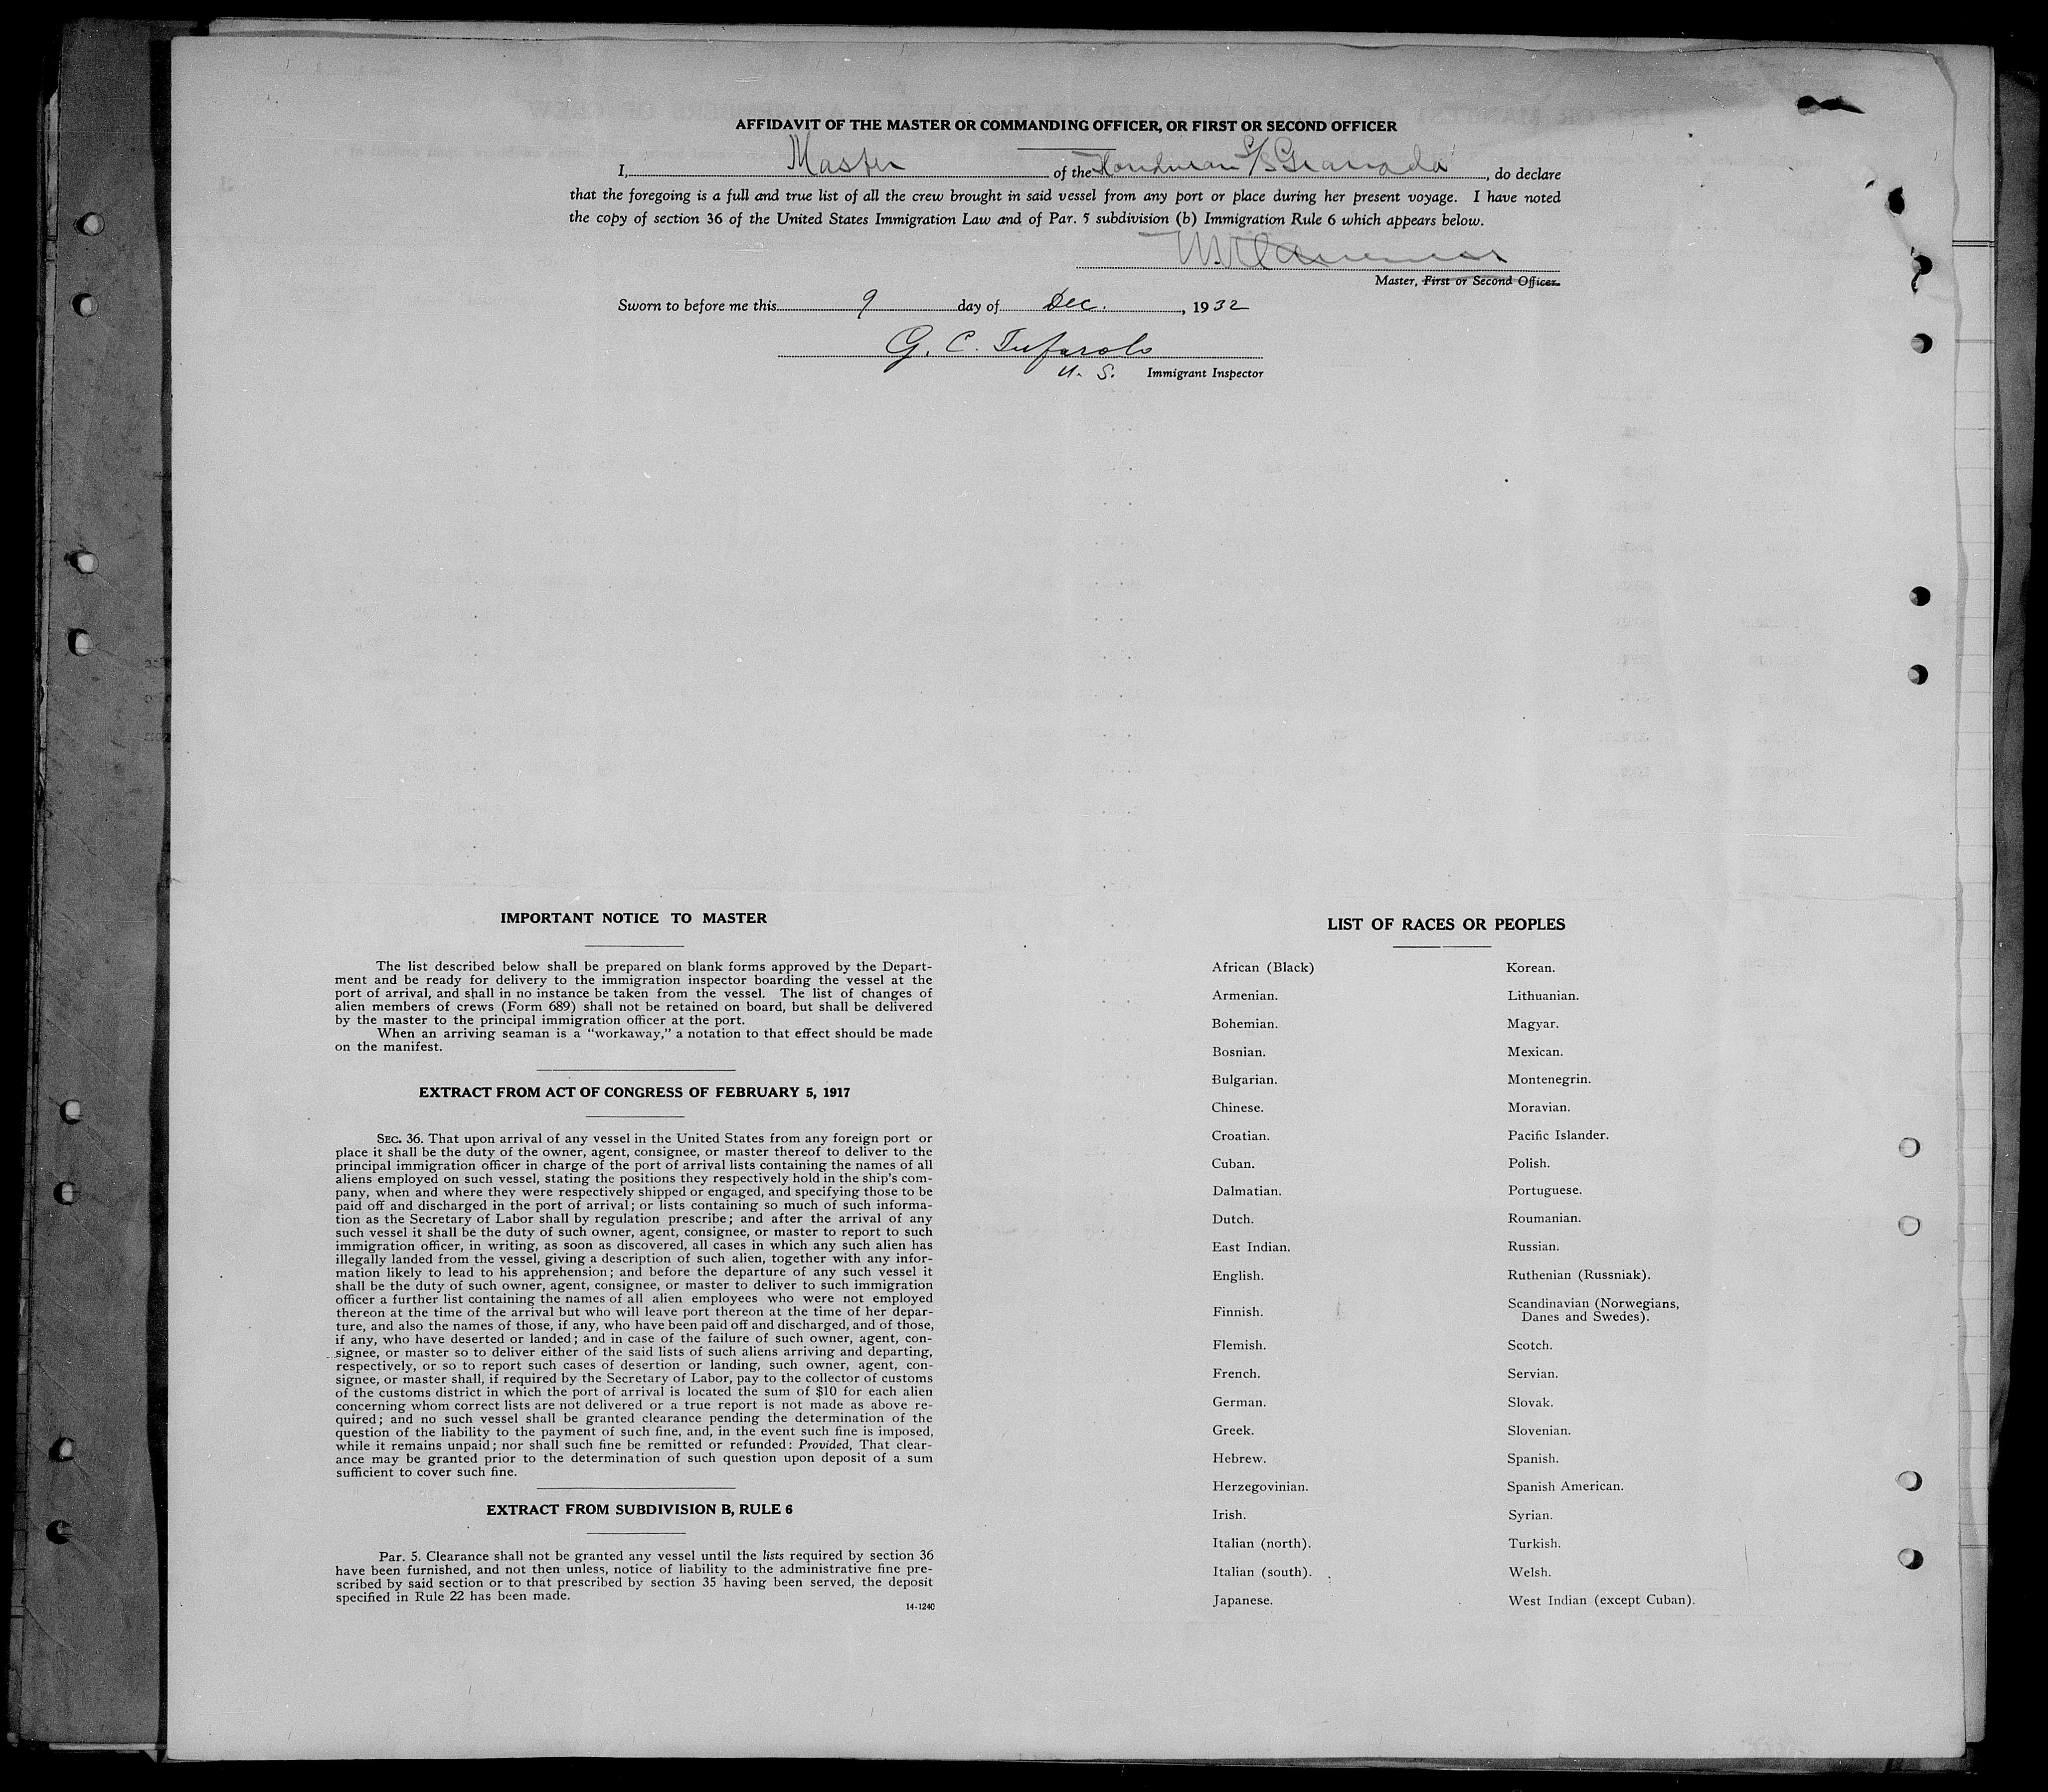 AFFIDAVIT OF THE MASTER OR COMMANDING OFFICER, OR FIRST OR SECOND OFFICER
I, Master of the Honduran S/S Granada, do declare
that the foregoing is a full and true list of all the crew brought in said vessel from any port or place during her present voyage. I have noted
the copy of section 36 of the United States Immigration Law and of Par. 5 subdivision (b) Immigration Rule 6 which appears below.
Master, First or Second Officer.
Sworn to before me this 9 day of Dec., 1932
G. C. Tufarolo
U. S. Immigrant Inspector
IMPORTANT NOTICE TO MASTER
The list described below shall be prepared on blank forms approved by the Depart-
ment and be ready for delivery to the immigration inspector boarding the vessel at the
port of arrival, and shall in no instance be taken from the vessel. The list of changes of
alien members of crews (Form 689) shall not be retained on board, but shall be delivered
by the master to the principal immigration officer at the port.
When an arriving seaman is a "workaway," a notation to that effect should be made
on the manifest.
EXTRACT FROM ACT OF CONGRESS OF FEBRUARY 5, 1917
SEC. 36. That upon arrival of any vessel in the United States from any foreign port or
place it shall be the duty of the owner, agent, consignee, or master thereof to deliver to the
principal immigration officer in charge of the port of arrival lists containing the names of all
aliens employed on such vessel, stating the positions they respectively hold in the ship's com-
pany, when and where they were respectively shipped or engaged, and specifying those to be
paid off and discharged in the port of arrival; or lists containing so much of such informa-
tion as the Secretary of Labor shall by regulation prescribe; and after the arrival of any
such vessel it shall be the duty of such owner, agent, consignee, or master to report to such
immigration officer, in writing, as soon as discovered, all cases in which any such alien has
illegally landed from the vessel, giving a description of such alien, together with any infor-
mation likely to lead to his apprehension; and before the departure of any such vessel it
shall be the duty of such owner, agent, consignee, or master to deliver to such immigration
officer a further list containing the names of all alien employees who were not employed
thereon at the time of the arrival but who will leave port thereon at the time of her depar-
ture, and also the names of those, if any, who have been paid off and discharged, and of those,
if any, who have deserted or landed; and in case of the failure of such owner, agent, con-
signee, or master so to deliver either of the said lists of such aliens arriving and departing,
respectively, or so to report such cases of desertion or landing, such owner, agent, con-
signee, or master shall, if required by the Secretary of Labor, pay to the collector of customs
of the customs district in which the port of arrival is located the sum of $10 for each alien
concerning whom correct lists are not delivered or a true report is not made as above re-
quired; and no such vessel shall be granted clearance pending the determination of the
question of the liability to the payment of such fine, and, in the event such fine is imposed,
while it remains unpaid; nor shall such fine be remitted or refunded: Provided, That clear-
ance may be granted prior to the determination of such question upon deposit of a sum
sufficient to cover such fine.
EXTRACT FROM SUBDIVISION B, RULE 6
Par. 5. Clearance shall not be granted any vessel until the lists required by section 36
have been furnished, and not then unless, notice of liability to the administrative fine pre-
scribed by said section or to that prescribed by section 35 having been served, the deposit
specified in Rule 22 has been made.
14-1240
LIST OF RACES OR PEOPLES
African (Black)
Armenian.
Bohemian.
Bosnian.
Bulgarian.
Chinese.
Croatian.
Cuban.
Dalmatian.
Dutch.
East Indian.
English.
Finnish.
Flemish.
French.
German.
Greek.
Hebrew.
Herzegovinian.
Irish.
Italian (north).
Italian (south).
Japanese.
Korean.
Lithuanian.
Magyar.
Mexican.
Montenegrin.
Moravian.
Pacific Islander.
Polish.
Portuguese.
Roumanian.
Russian.
Ruthenian (Russniak).
Scandinavian (Norwegians,
Danes and Swedes).
Scotch.
Servian.
Slovak.
Slovenian.
Spanish.
Spanish American.
Syrian.
Turkish.
Welsh.
West Indian (except Cuban).